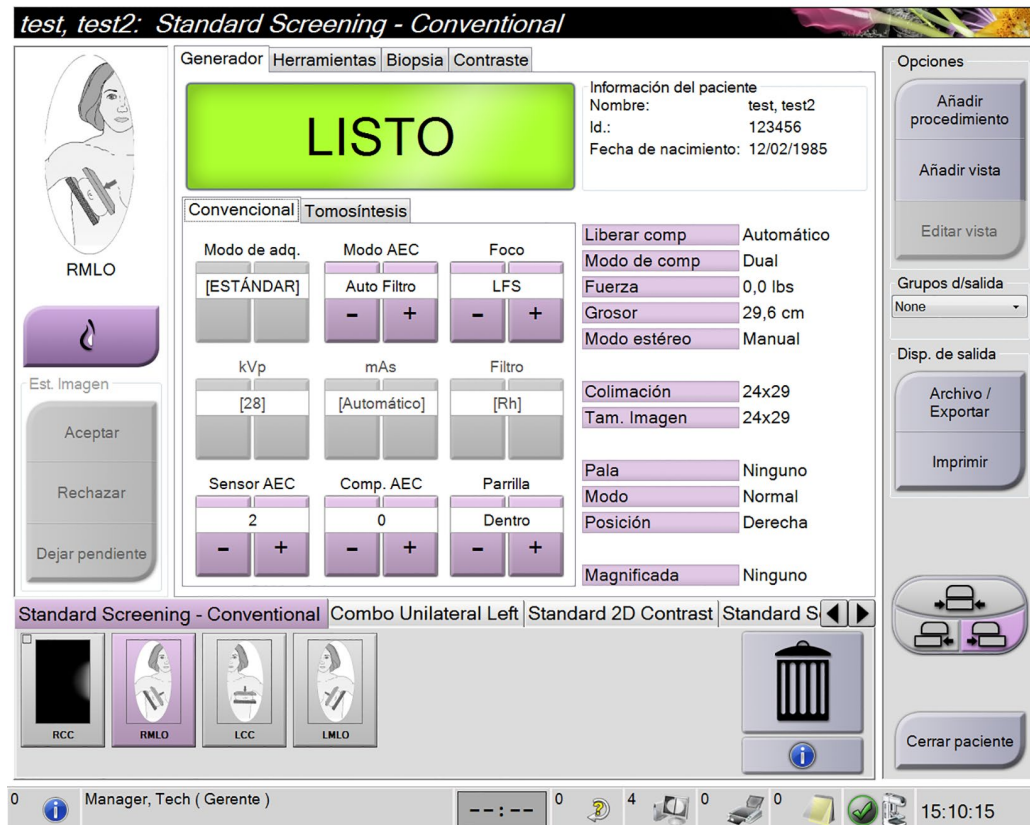 test, test2: Standard Screening - Conventional
RMLO
Est. Imagen
Aceptar
Rechazar
Dejar pendiente
Generador Herramientas Biopsia Contraste
LISTO
Información del paciente
Nombre: test, test2
Id.: 123456
Fecha de nacimiento: 12/02/1985
Convencional Tomosíntesis
Modo de adq. Modo AEC Foco
[ESTÁNDAR] Auto Filtro LFS
- + - +
kVp mAs Filtro
[28] [Automático] [Rh]
Sensor AEC Comp. AEC Parrilla
2 0 Dentro
- + - + - +
Liberar comp Automático
Modo de comp Dual
Fuerza 0,0 lbs
Grosor 29,6 cm
Modo estéreo Manual
Colimación 24x29
Tam. Imagen 24x29
Pala Ninguno
Modo Normal
Posición Derecha
Magnificada Ninguno
Opciones
Añadir
procedimiento
Añadir vista
Editar vista
Grupos d/salida
None
Disp. de salida
Archivo /
Exportar
Imprimir
Cerrar paciente
Standard Screening - Conventional Combo Unilateral Left Standard 2D Contrast Standard S
RCC RMLO LCC LMLO
0 Manager, Tech ( Gerente ) --:-- 0 4 0 0 15:10:15